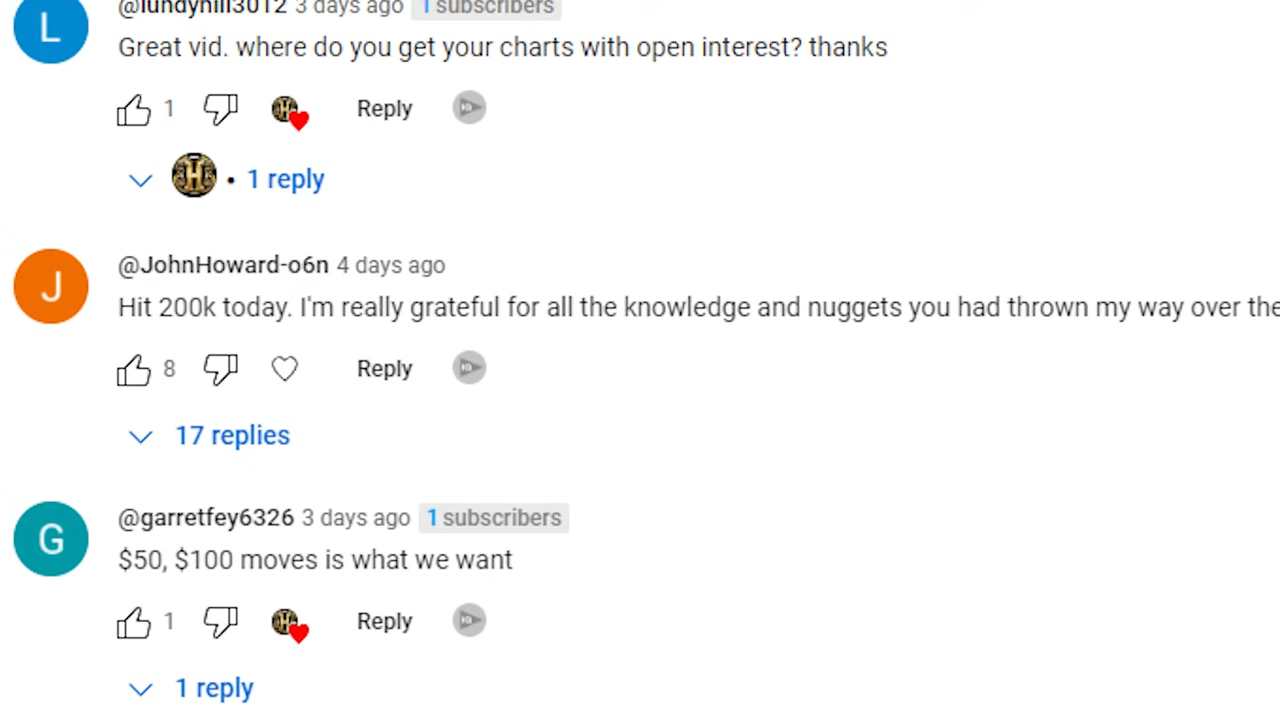 L
@lundyhill3012 3 days ago 1 subscribers
Great vid. where do you get your charts with open interest? thanks
1 Reply
H • 1 reply
J
@JohnHoward-o6n 4 days ago
Hit 200k today. I'm really grateful for all the knowledge and nuggets you had thrown my way over the
8 Reply
17 replies
G
@garretfey6326 3 days ago 1 subscribers
$50, $100 moves is what we want
1 Reply
1 reply